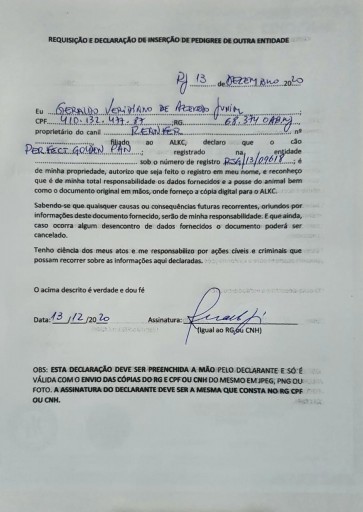 REQUISIÇÃO E DECLARAÇÃO DE INSERÇÃO DE PEDIGREE DE OUTRA ENTIDADE
RJ 13 de DEZEMBRO 2020
Eu GERALDO VERIDIANO DE AZEVEDO JUNIOR ;
CPF 410.132.437.87 68.374 OABRJ ;
proprietário do canil nº
filiado ao ALKC, declaro que o cão
PERFECT GOLDEN PAN ; registrado na entidade
sob o número de registro RSG/13/09618 ; é
de minha propriedade, autorizo que seja feito o registro em meu nome, e reconheço
que é de minha total responsabilidade os dados fornecidos e a posse do animal bem
como o documento original em mãos, onde forneço a cópia digital para o ALKC.
Sabendo-se que quaisquer causas ou consequências futuras recorrentes, oriundos por
informações deste documento fornecido, serão de minha responsabilidade. E que ainda,
caso ocorra algum desencontro de dados fornecidos o documento poderá ser
cancelado.
Tenho ciência dos meus atos e me responsabilizo por ações cíveis e criminais que
possam recorrer sobre as informações aqui declaradas.
O acima descrito é verdade e dou fé
Data: 13/12/2020 Assinatura:
(Igual ao RG ou CNH)
OBS: ESTA DECLARAÇÃO DEVE SER PREENCHIDA A MÃO PELO DECLARANTE E SÓ É
VÁLIDA COM O ENVIO DAS CÓPIAS DO RG E CPF OU CNH DO MESMO EM JPEG, PNG OU
FOTO. A ASSINATURA DO DECLARANTE DEVE SER A MESMA QUE CONSTA NO RG CPF
OU CNH.